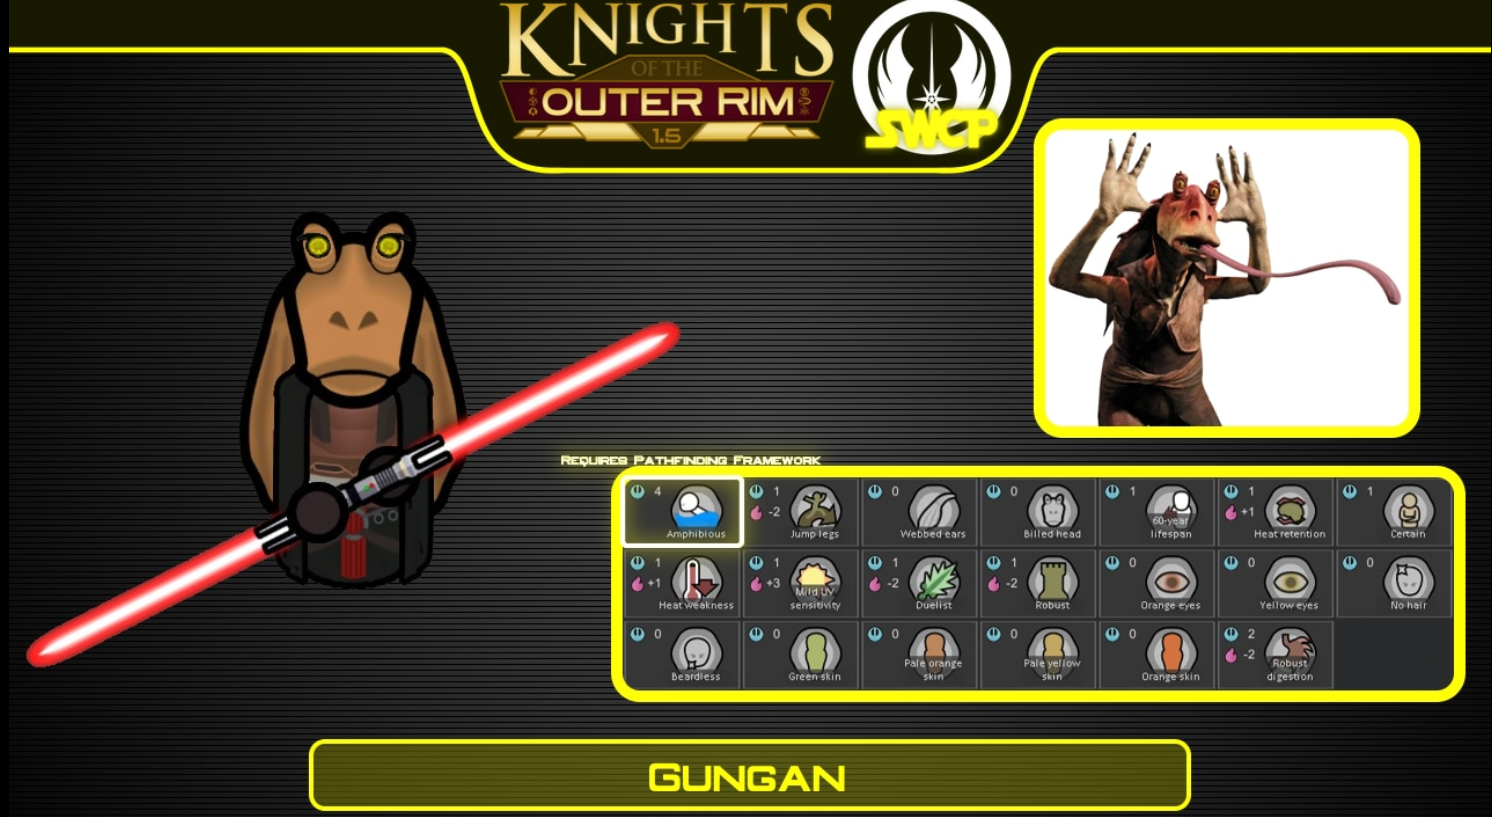 KNIGHTS
OF THE
OUTER RIM
1.5
SWCP
REQUIRES PATHFINDING FRAMEWORK
4
Amphibious
1
-2
Jump legs
0
Webbed ears
0
Billed head
1
60-year
lifespan
1
+1
Heat retention
1
Certain
1
+1
Heat weakness
1
+3
Mild UV
sensitivity
1
-2
Duelist
1
-2
Robust
0
Orange eyes
0
Yellow eyes
0
No hair
0
Beardless
0
Green skin
0
Pale orange
skin
0
Pale yellow
skin
0
Orange skin
2
-2
Robust
digestion
GUNGAN